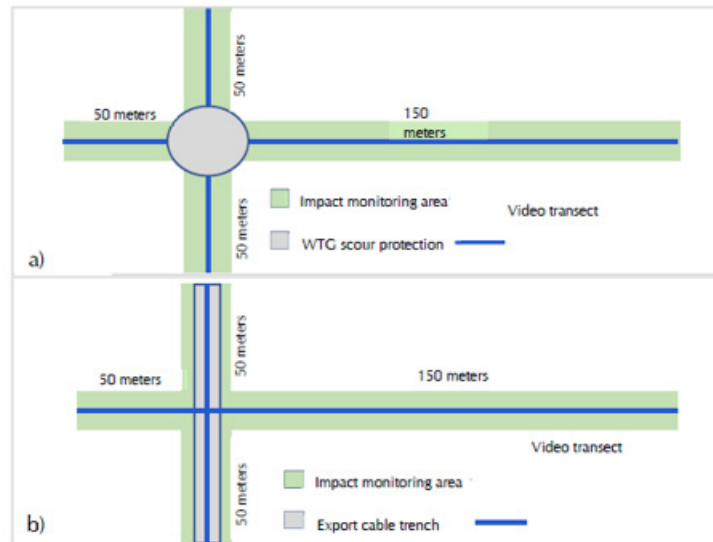 50 meters
50 meters
150
meters
50 meters
Impact monitoring area
Video transect
WTG scour protection
a)
50 meters
50 meters
150 meters
50 meters
Video transect
Impact monitoring area
Export cable trench
b)